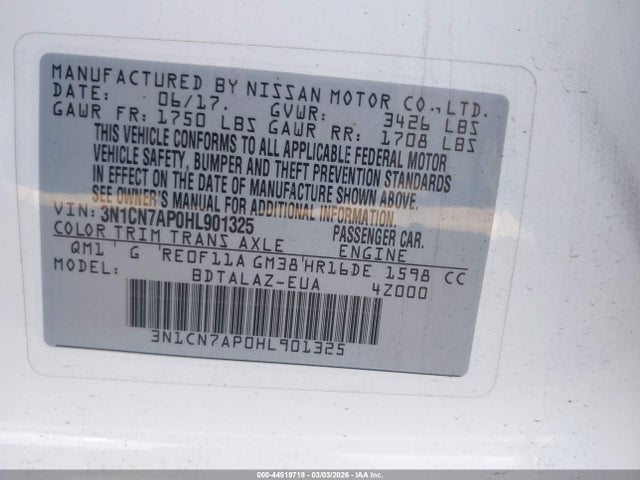 MANUFACTURED BY NISSAN MOTOR CO., LTD.
DATE: 06/17. GVWR: 3426 LBS
GAWR FR: 1750 LBS GAWR RR: 1708 LBS
THIS VEHICLE CONFORMS TO ALL APPLICABLE FEDERAL MOTOR
VEHICLE SAFETY, BUMPER AND THEFT PREVENTION STANDARDS
IN EFFECT ON THE DATE OF MANUFACTURE SHOWN ABOVE.
SEE OWNER'S MANUAL FOR ADDITIONAL INFORMATION.
VIN: 3N1CN7AP0HL901325 PASSENGER CAR.
COLOR TRIM TRANS AXLE ENGINE
QM1 G RE0F11A GM38 HR16DE 1598 CC
MODEL: BDTALAZ-EUA 4Z000
3N1CN7AP0HL901325
000-44519718 - 03/03/2026 - IAA Inc.